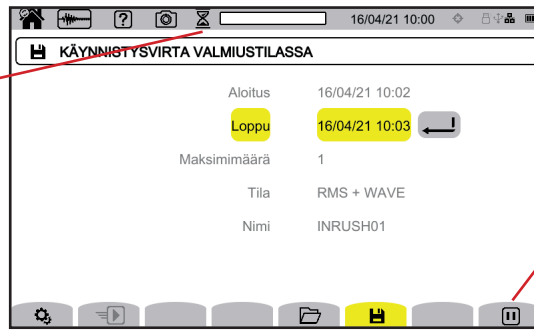 16/04/21 10:00
KÄYNNISTYSVIRTA VALMIUSTILASSA
Aloitus 16/04/21 10:02
Loppu 16/04/21 10:03
Maksimimäärä 1
Tila RMS + WAVE
Nimi INRUSH01